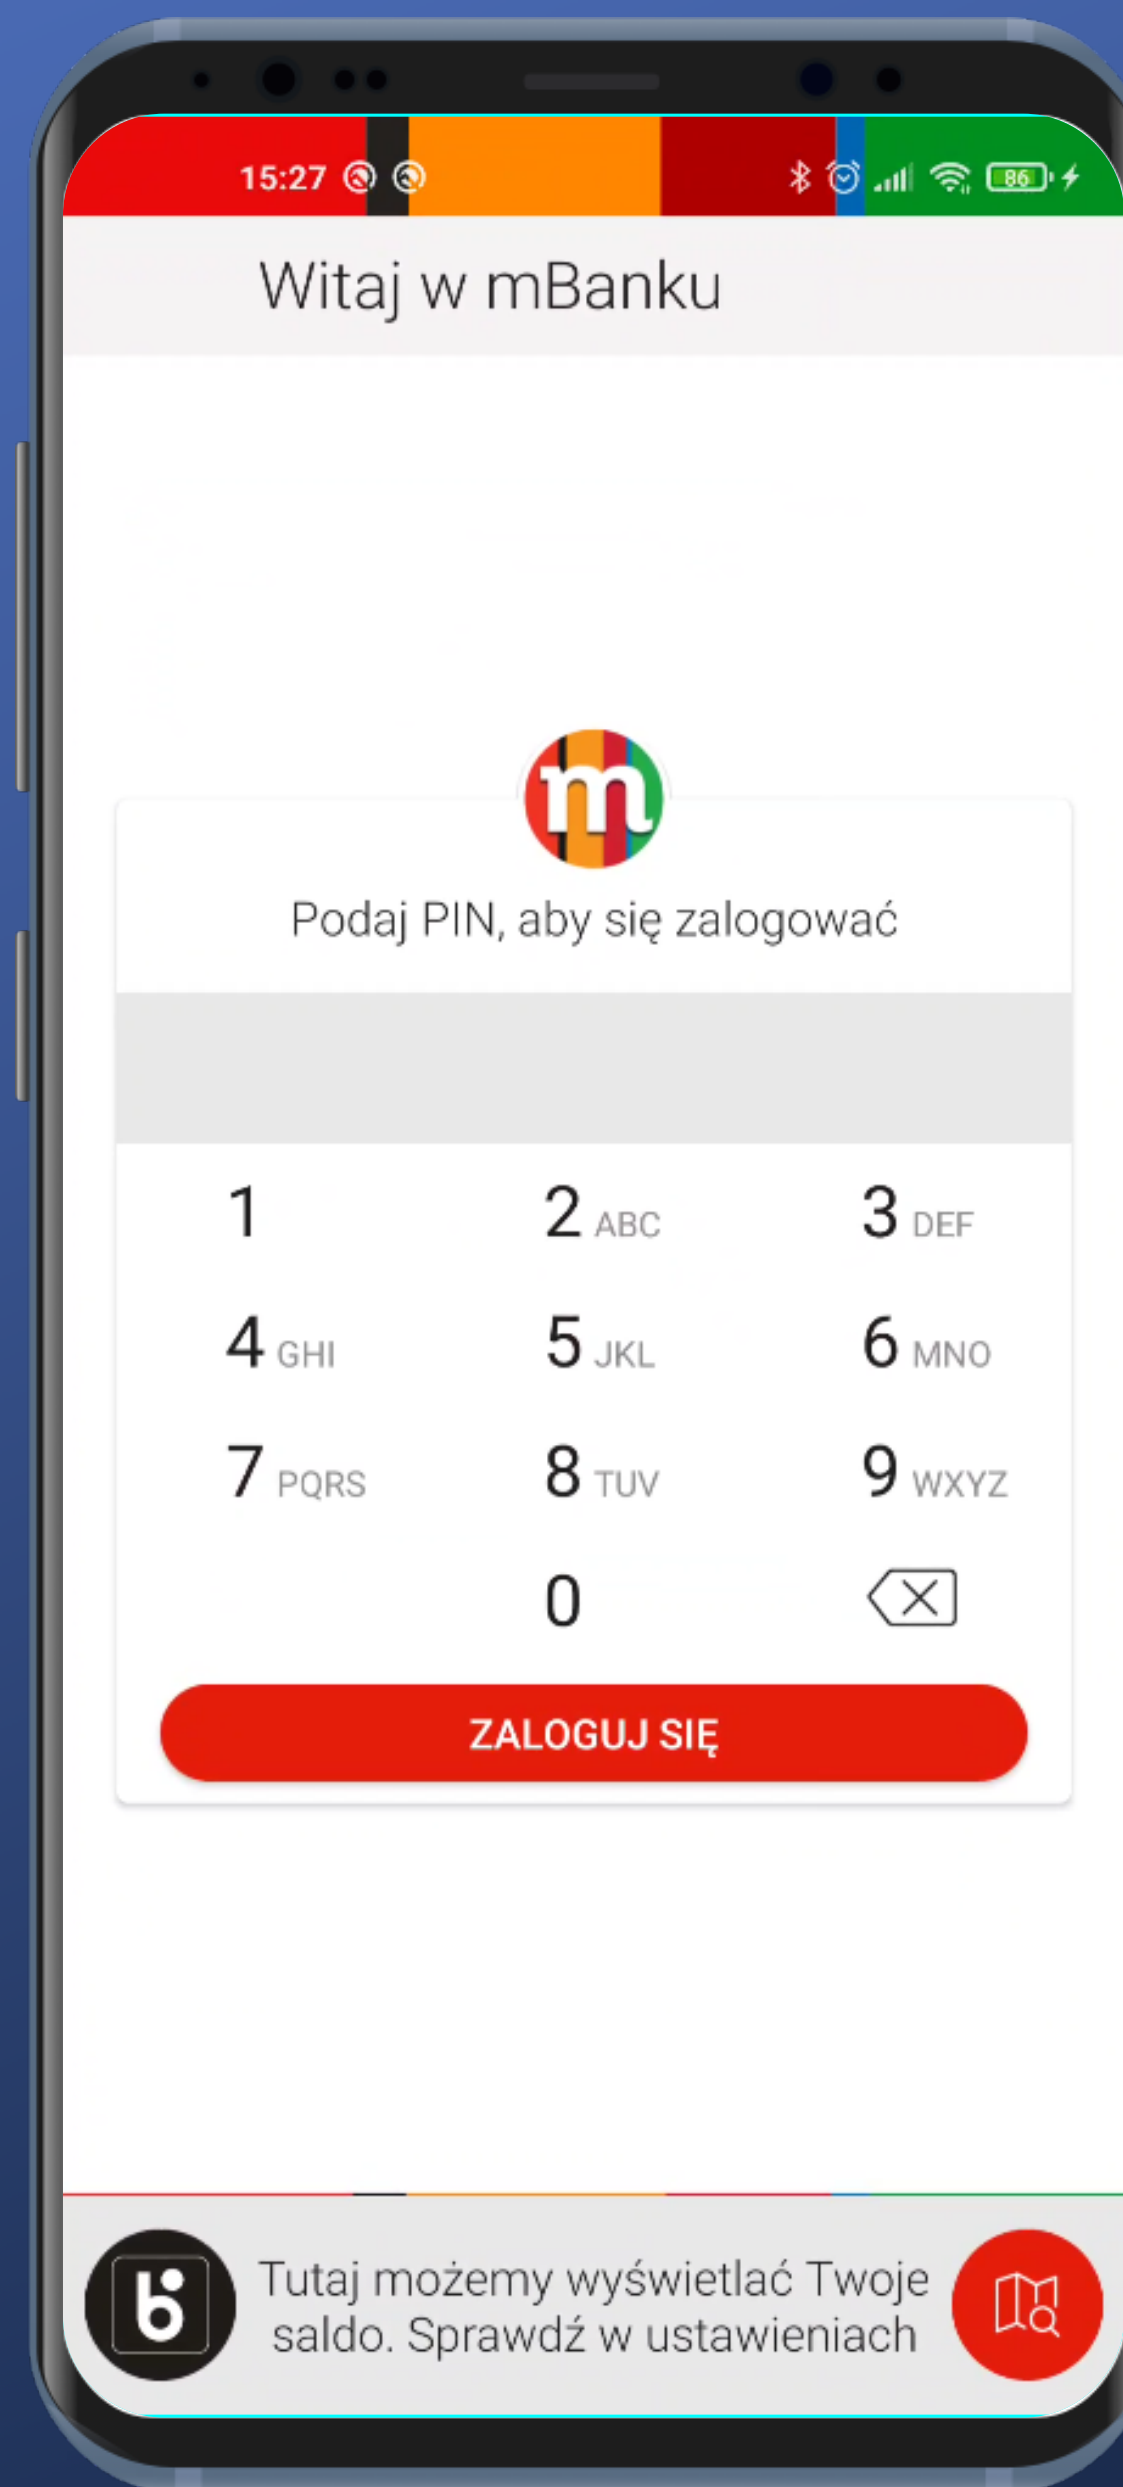 15:27
86
Witaj w mBanku
m
Podaj PIN, aby się zalogować
1
2 ABC
3 DEF
4 GHI
5 JKL
6 MNO
7 PQRS
8 TUV
9 WXYZ
0
ZALOGUJ SIĘ
Tutaj możemy wyświetlać Twoje
saldo. Sprawdź w ustawieniach